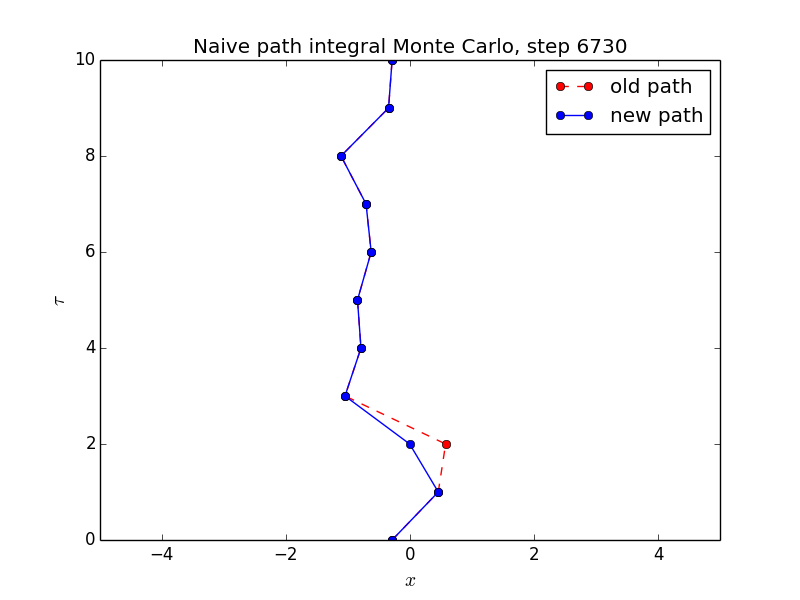 Naive path integral Monte Carlo, step 6730
old path
new path
10
8
6
4
2
0
τ
−4 −2 0 2 4
x